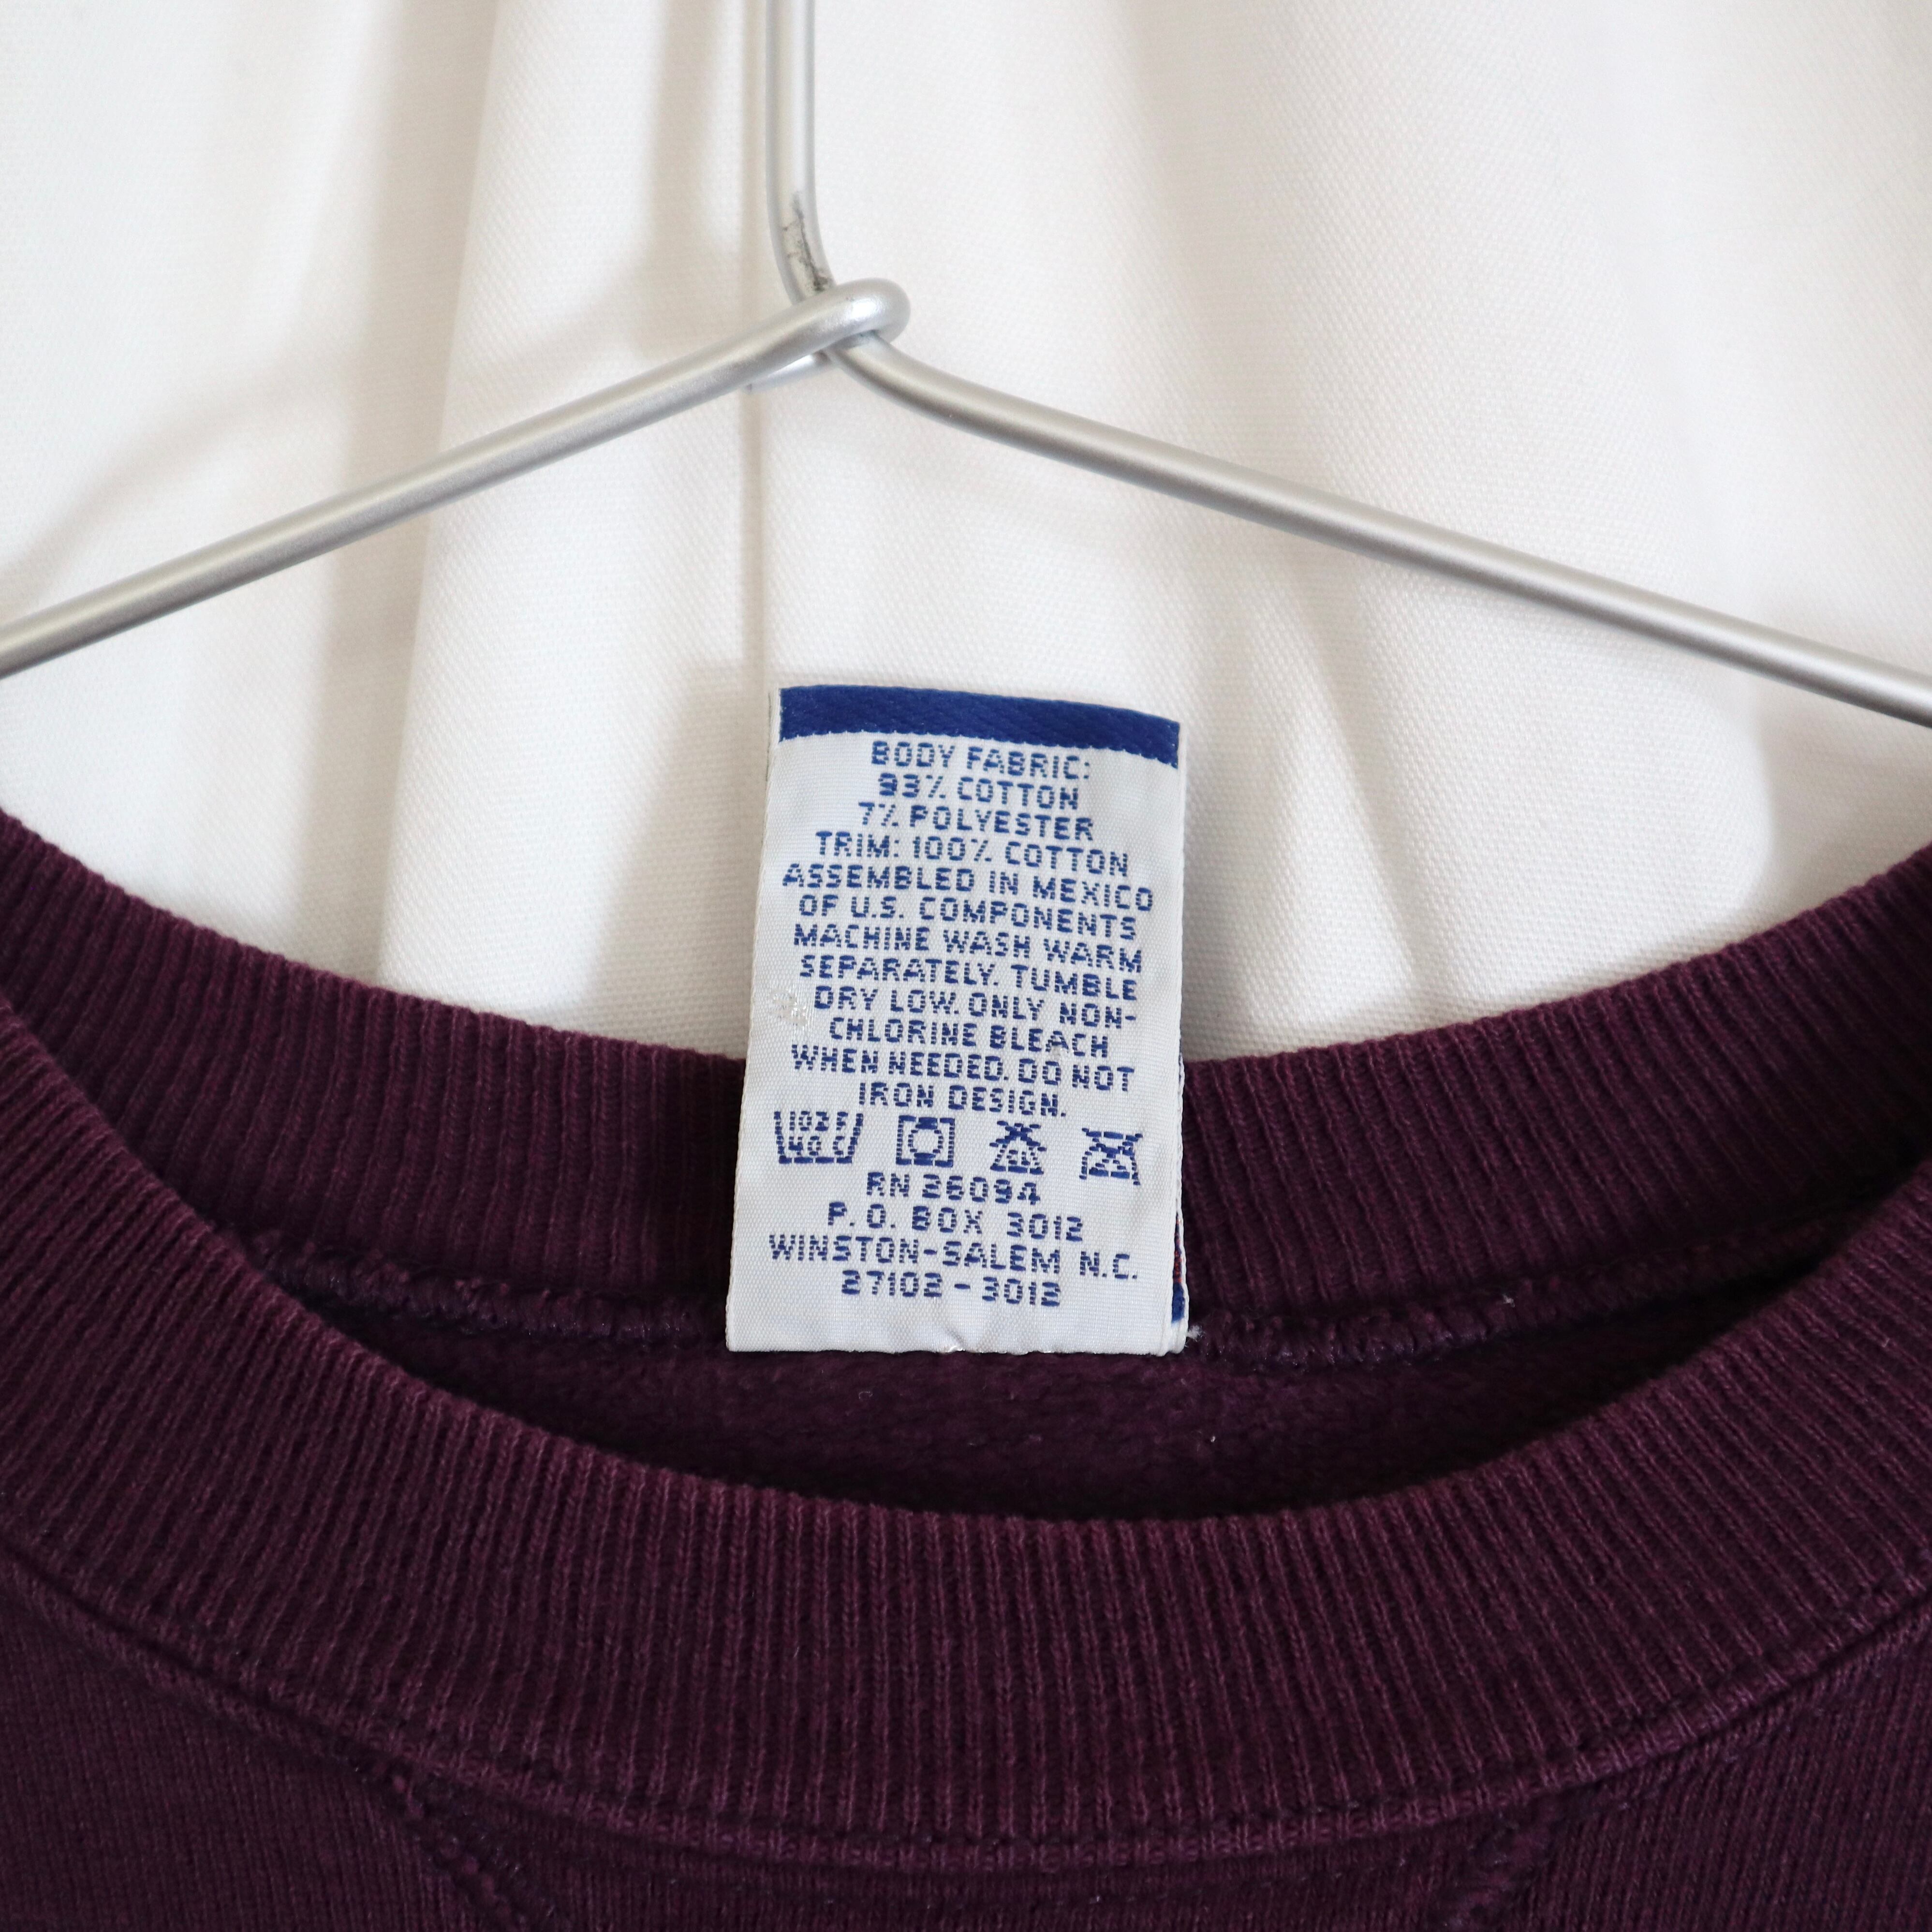 BODY FABRIC:
93% COTTON
7% POLYESTER
TRIM: 100% COTTON
ASSEMBLED IN MEXICO
OF U.S. COMPONENTS
MACHINE WASH WARM
SEPARATELY. TUMBLE
DRY LOW. ONLY NON-
CHLORINE BLEACH
WHEN NEEDED. DO NOT
IRON DESIGN.
102 F
40 C
RN 26094
P.O. BOX 3012
WINSTON-SALEM N.C.
27102-3012